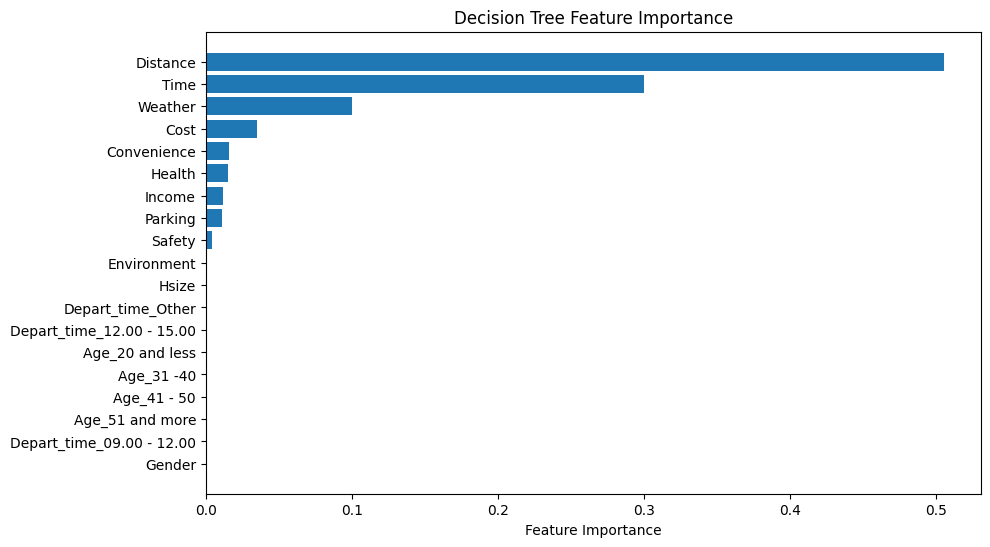 Decision Tree Feature Importance
Distance
Time
Weather
Cost
Convenience
Health
Income
Parking
Safety
Environment
Hsize
Depart_time_Other
Depart_time_12.00 - 15.00
Age_20 and less
Age_31 -40
Age_41 - 50
Age_51 and more
Depart_time_09.00 - 12.00
Gender
0.0 0.1 0.2 0.3 0.4 0.5
Feature Importance